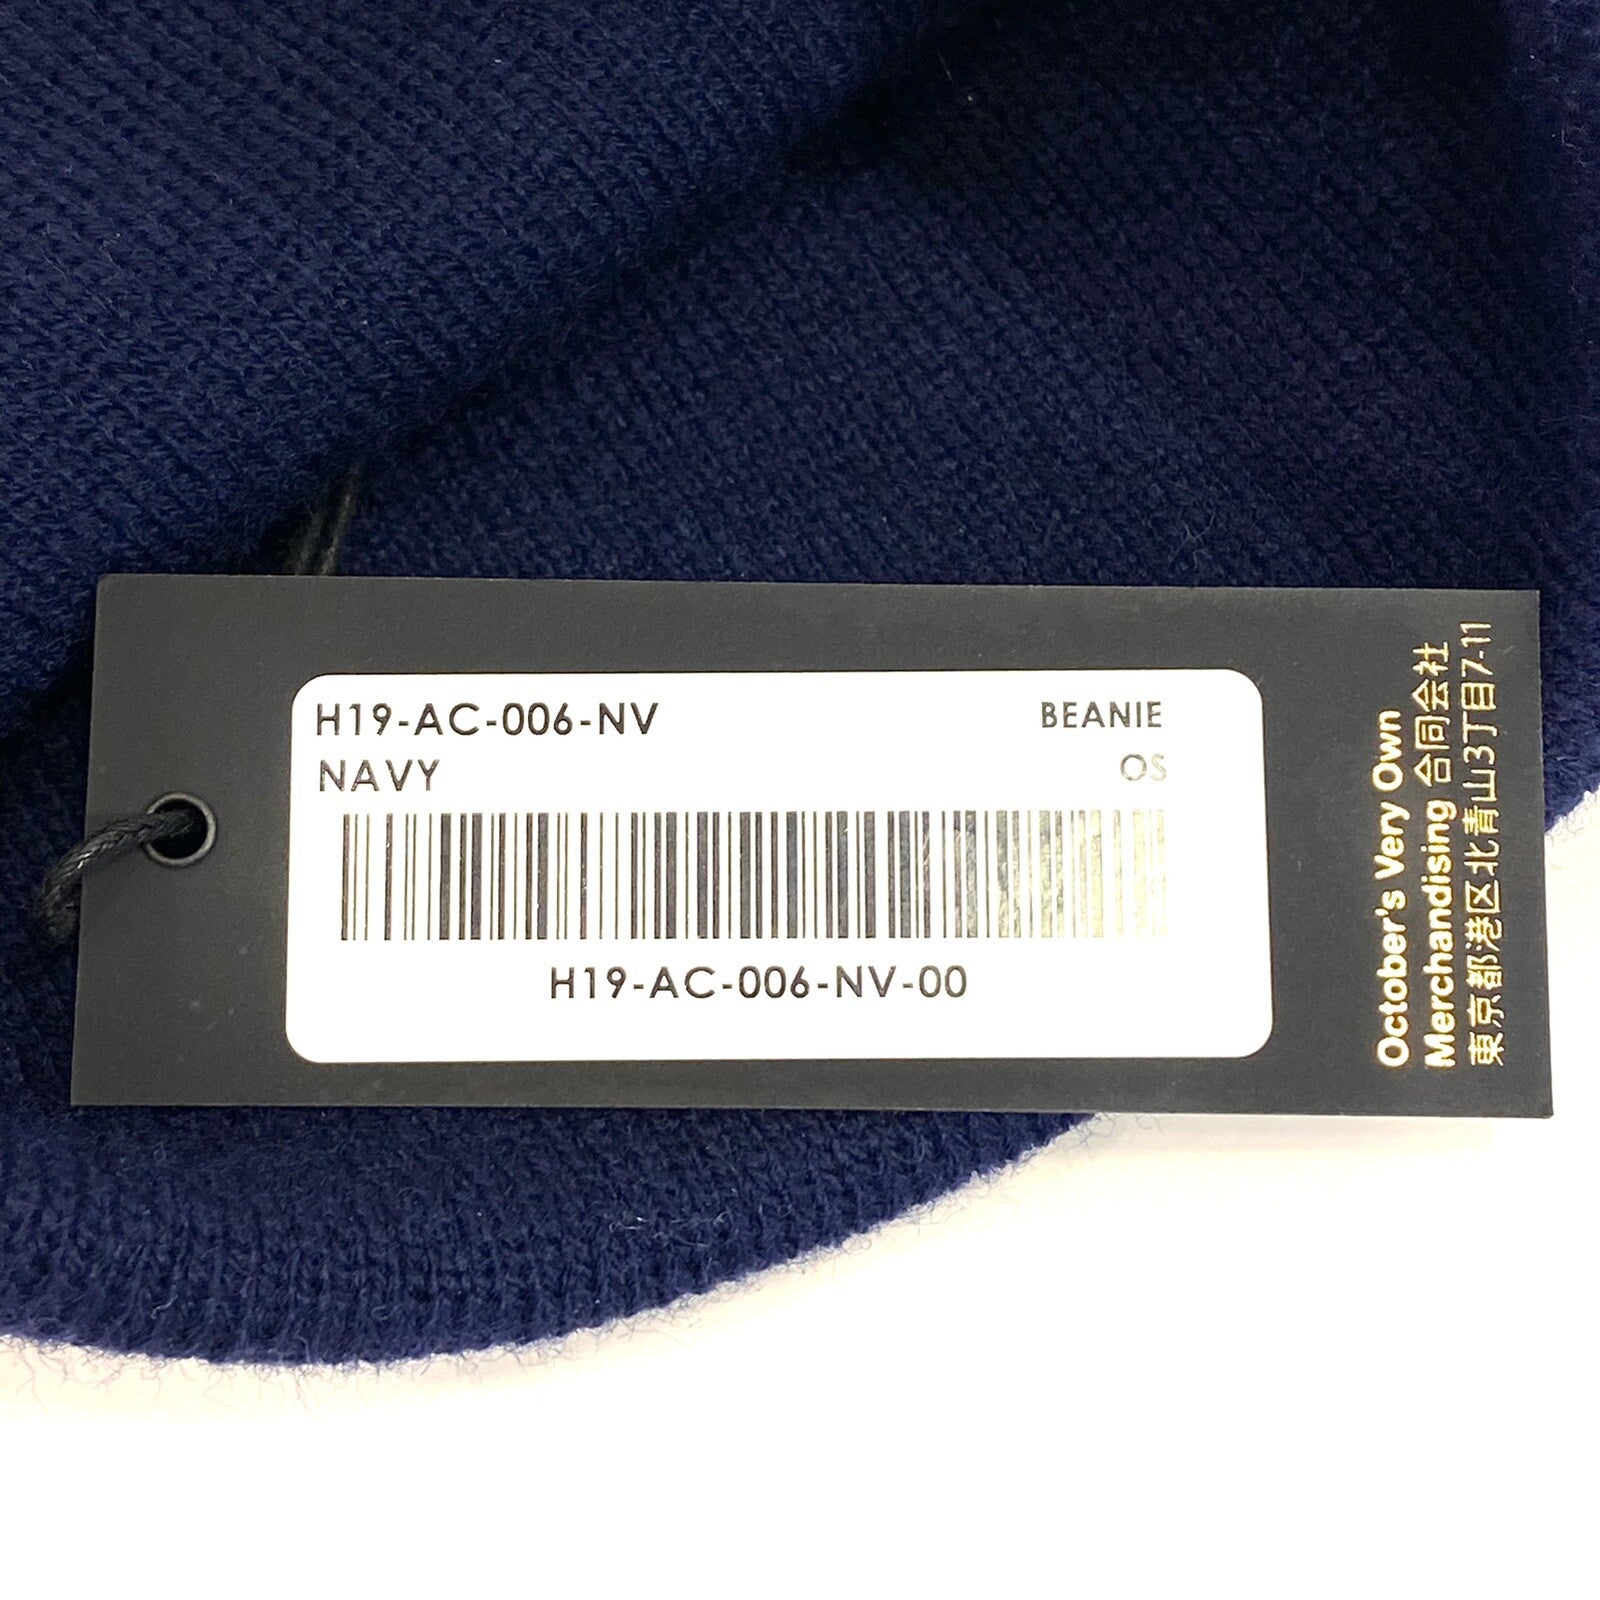 H19-AC-006-NV
BEANIE
NAVY
OS
H19-AC-006-NV-00
October's Very Own
Merchandising 合同会社
東京都港区北青山3丁目7-11